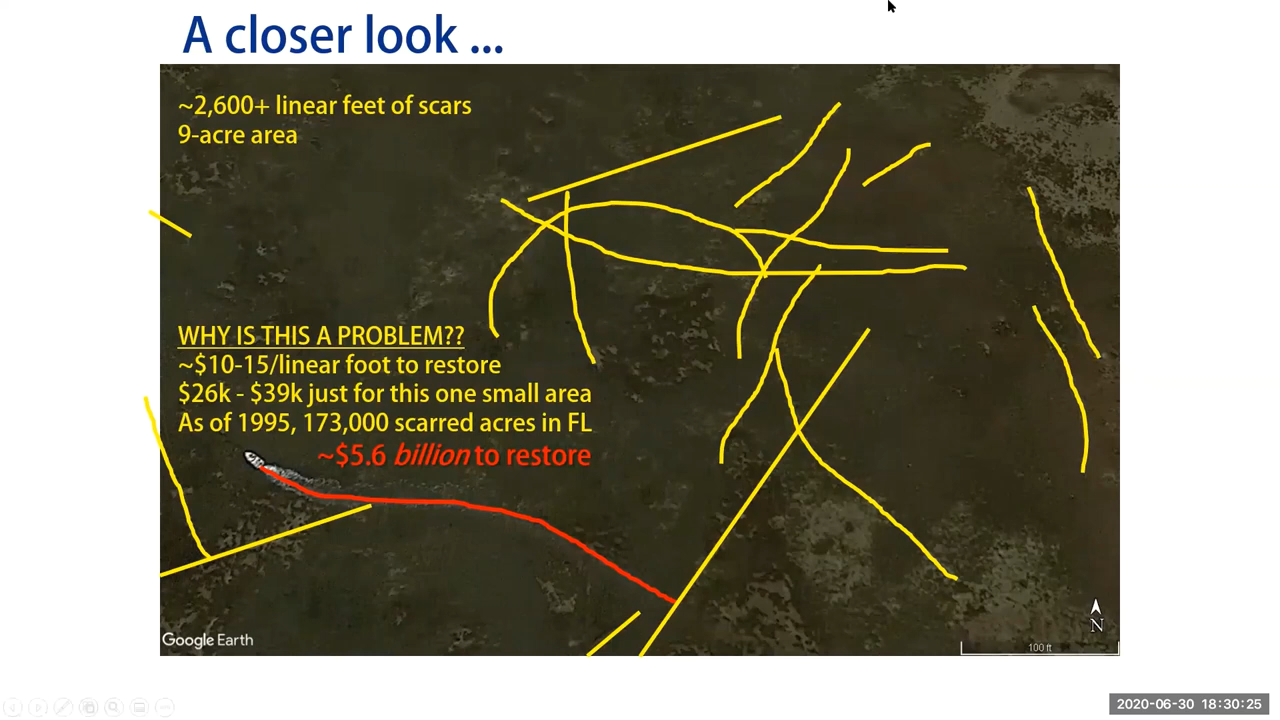 A closer look ...
~2,600+ linear feet of scars
9-acre area
WHY IS THIS A PROBLEM??
~$10-15/linear foot to restore
$26k - $39k just for this one small area
As of 1995, 173,000 scarred acres in FL
~$5.6 billion to restore
Google Earth
N
100 ft
2020-06-30 18:30:25